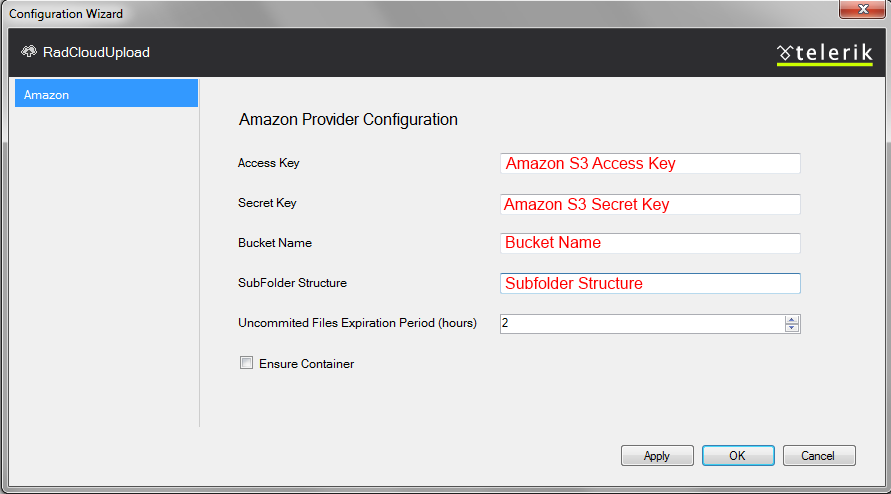 Configuration Wizard
RadCloudUpload
telerik
Amazon
Amazon Provider Configuration
Access Key
Amazon S3 Access Key
Secret Key
Amazon S3 Secret Key
Bucket Name
Bucket Name
SubFolder Structure
Subfolder Structure
Uncommited Files Expiration Period (hours)
2
Ensure Container
Apply
OK
Cancel